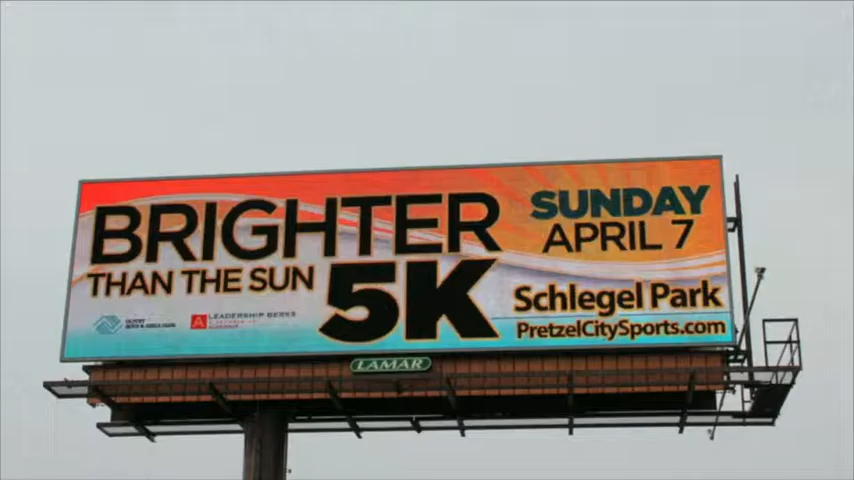 BRIGHTER
THAN THE SUN
5K
SUNDAY
APRIL 7
Schlegel Park
PretzelCitySports.com
LEADERSHIP BERKS
LAMAR